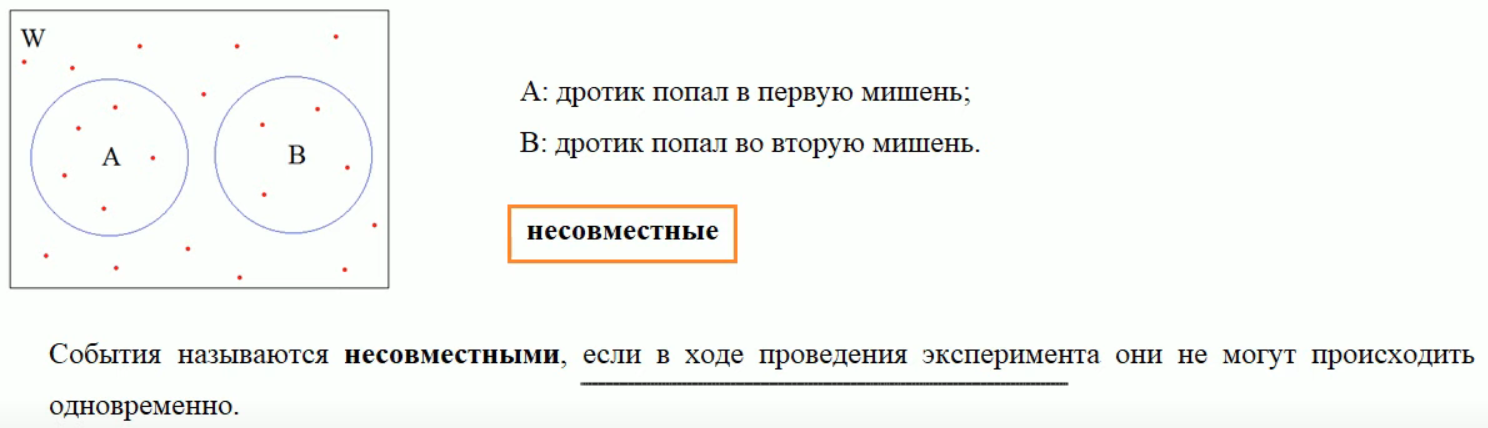 W
A: дротик попал в первую мишень;
B: дротик попал во вторую мишень.
A
B
несовместные
События называются несовместными, если в ходе проведения эксперимента они не могут происходить
одновременно.